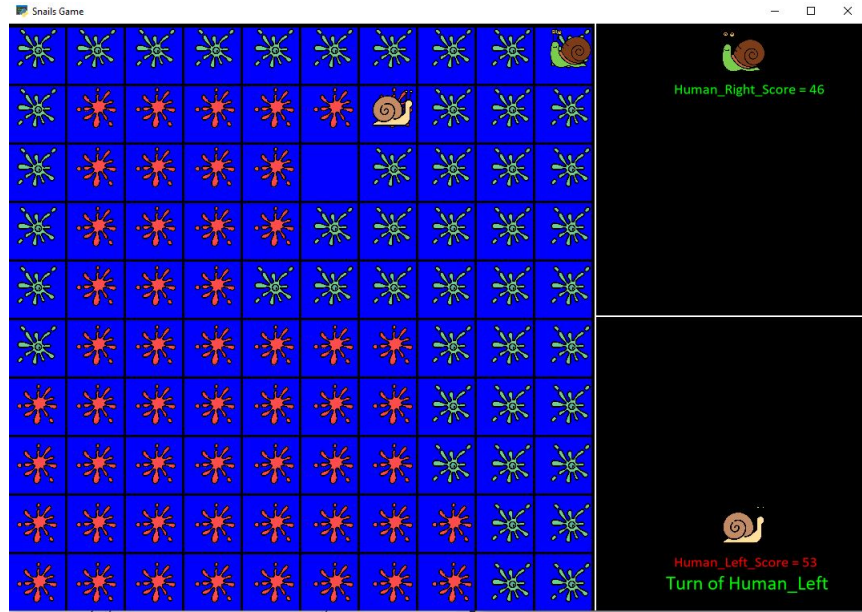 Snails Game
Human_Right_Score = 46
Human_Left_Score = 53
Turn of Human_Left